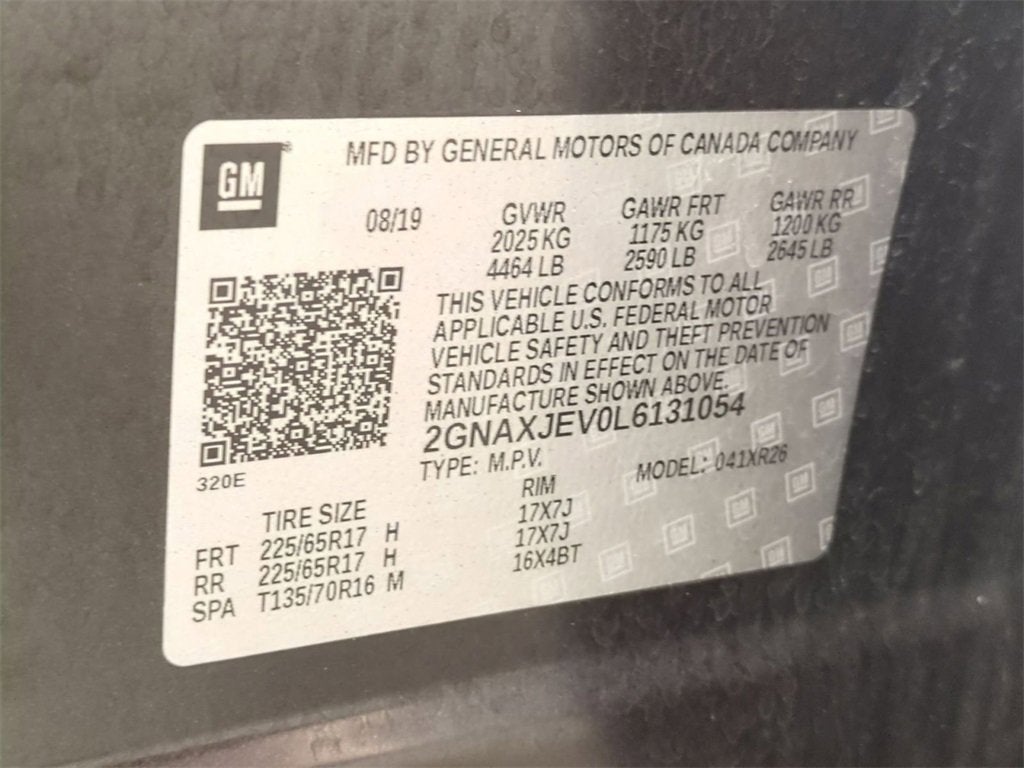 GM ®
MFD BY GENERAL MOTORS OF CANADA COMPANY
08/19 GVWR GAWR FRT GAWR RR
2025 KG 1175 KG 1200 KG
4464 LB 2590 LB 2645 LB
THIS VEHICLE CONFORMS TO ALL
APPLICABLE U.S. FEDERAL MOTOR
VEHICLE SAFETY AND THEFT PREVENTION
STANDARDS IN EFFECT ON THE DATE OF
MANUFACTURE SHOWN ABOVE.
2GNAXJEV0L6131054
320E
TYPE: M.P.V. MODEL: 041XR26
TIRE SIZE RIM
FRT 225/65R17 H 17X7J
RR 225/65R17 H 17X7J
SPA T135/70R16 M 16X4BT